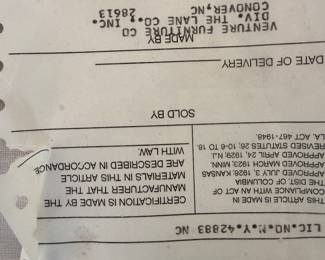 LIC.NO.N.Y.42883 NC
THIS ARTICLE IS MADE IN
COMPLIANCE WITH AN ACT OF
THE DIST. OF COLUMBIA
APPROVED JULY 3, 1926; KANSAS
APPROVED MARCH 1923; MINN.
APPROVED APRIL 24, 1929; N.J.
REVISED STATUTES 26:10-6 TO 18.
LA. ACT 467-1948.
CERTIFICATION IS MADE BY THE
MANUFACTURER THAT THE
MATERIALS IN THIS ARTICLE
ARE DESCRIBED IN ACCORDANCE
WITH LAW.
SOLD BY
DATE OF DELIVERY
MADE BY
VENTURE FURNITURE CO
DIV. THE LANE CO., INC.
CONOVER,NC 28613